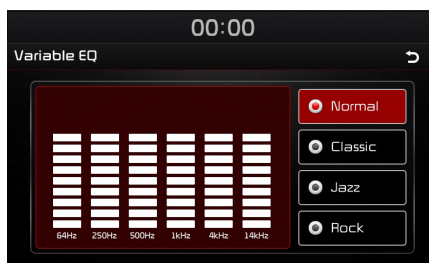 00:00
Variable EQ
Normal
Classic
Jazz
Rock
64Hz 250Hz 500Hz 1kHz 4kHz 14kHz